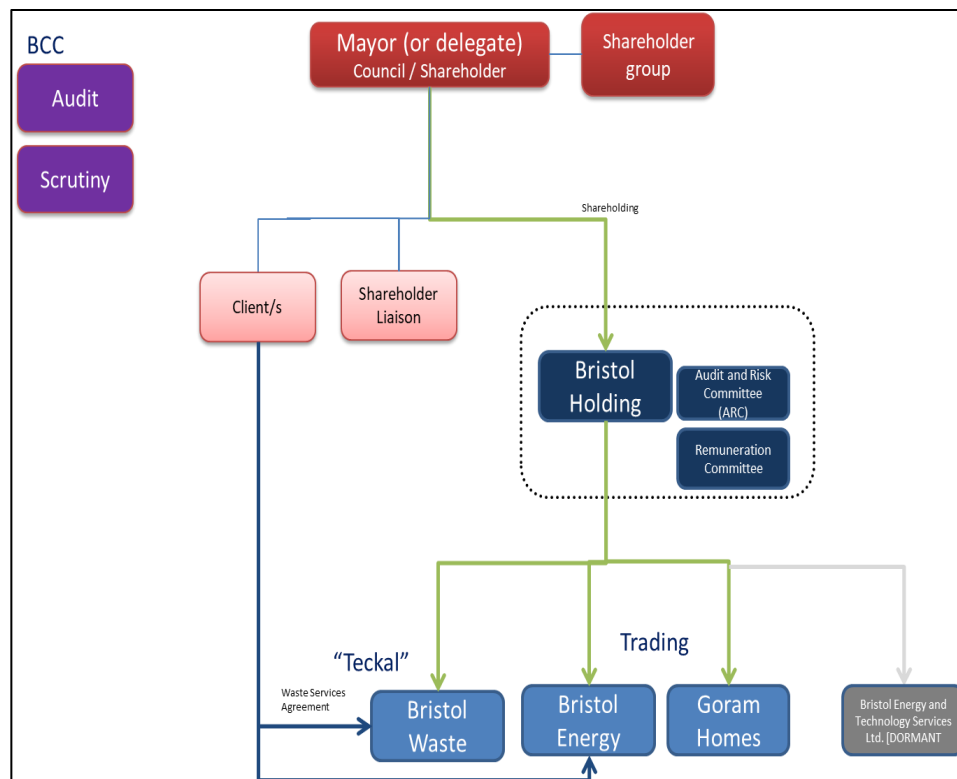 BCC
Mayor (or delegate)
Council / Shareholder
Shareholder
group
Audit
Scrutiny
Shareholding
Client/s
Shareholder
Liaison
Bristol
Holding
Audit and Risk
Committee
(ARC)
Remuneration
Committee
“Teckal”
Trading
Waste Services
Agreement
Bristol
Waste
Bristol
Energy
Goram
Homes
Bristol Energy and
Technology Services
Ltd. [DORMANT